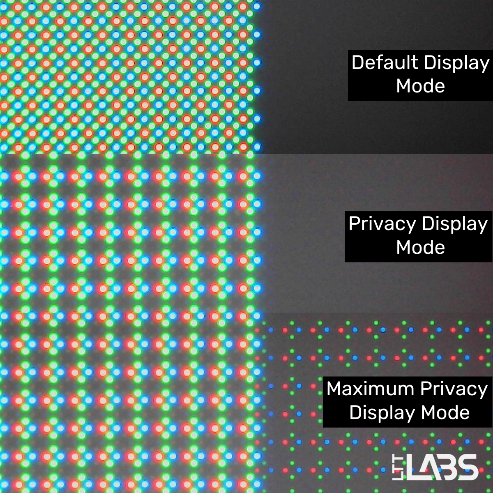 Default Display
Mode
Privacy Display
Mode
Maximum Privacy
Display Mode
LTT LABS